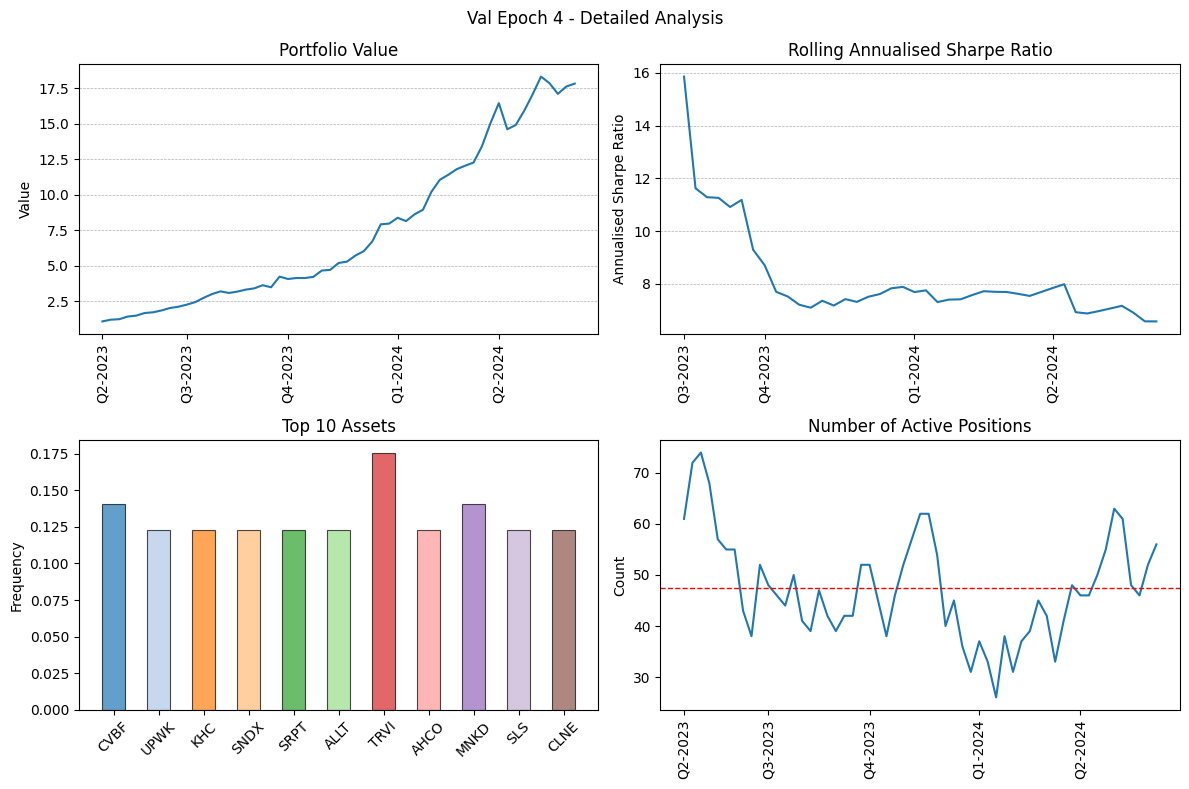 Val Epoch 4 - Detailed Analysis
Portfolio Value
Value
17.5
15.0
12.5
10.0
7.5
5.0
2.5
Q2-2023
Q3-2023
Q4-2023
Q1-2024
Q2-2024
Rolling Annualised Sharpe Ratio
Annualised Sharpe Ratio
16
14
12
10
8
Q3-2023
Q4-2023
Q1-2024
Q2-2024
Top 10 Assets
Frequency
0.175
0.150
0.125
0.100
0.075
0.050
0.025
0.000
CVBF
UPWK
KHC
SNDX
SRPT
ALLT
TRVI
AHCO
MNKD
SLS
CLNE
Number of Active Positions
Count
70
60
50
40
30
Q2-2023
Q3-2023
Q4-2023
Q1-2024
Q2-2024